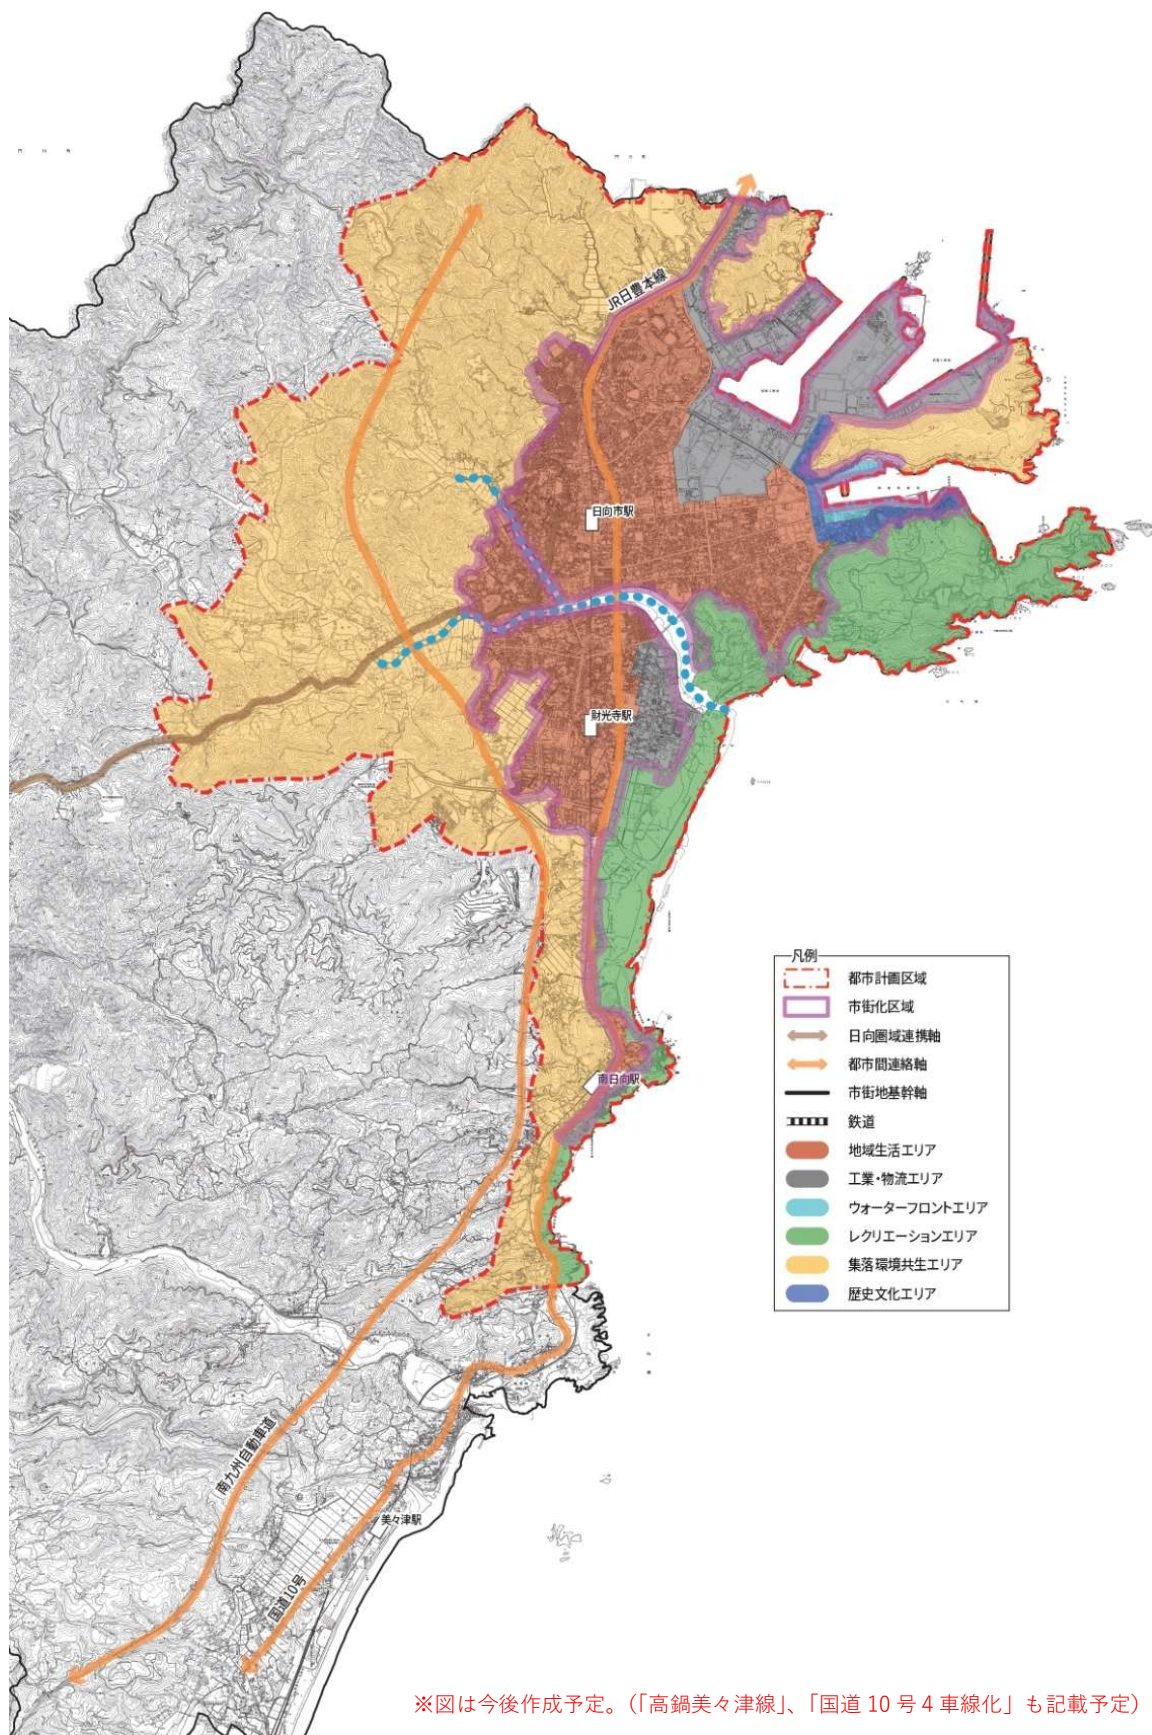 JR日豊本線
日向市駅
財光寺駅
凡例
都市計画区域
市街化区域
日向圏域連携軸
都市間連絡軸
市街地基幹軸
鉄道
地域生活エリア
工業・物流エリア
ウォーターフロントエリア
レクリエーションエリア
集落環境共生エリア
歴史文化エリア
南日向駅
南九州自動車道
美々津駅
国道10号
※図は今後作成予定。(「高鍋美々津線」、「国道 10 号 4 車線化」も記載予定)